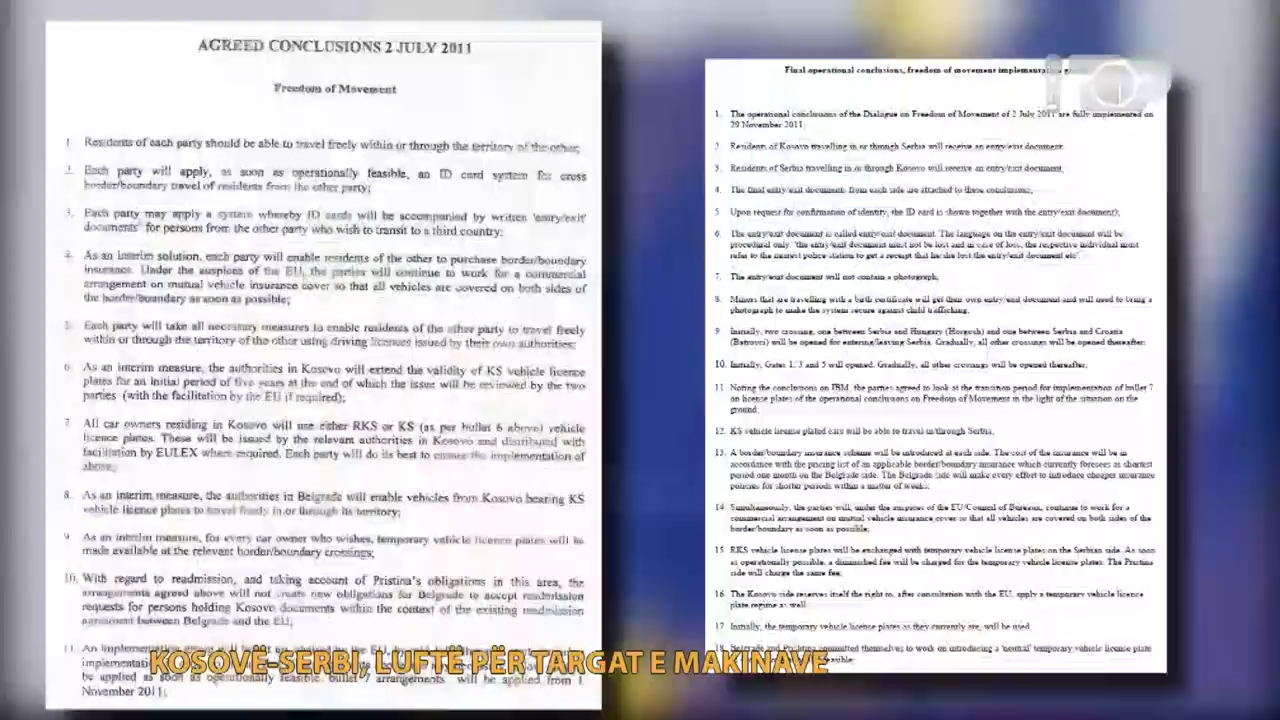 AGREED CONCLUSIONS 2 JULY 2011
Freedom of Movement
1. Residents of each party should be able to travel freely within or through the territory of the other;
2. Each party will apply, as soon as operationally feasible, an ID card system for cross
border/boundary travel of residents from the other party;
3. Each party may apply a system whereby ID cards will be accompanied by written 'entry/exit'
documents' for persons from the other party who wish to transit to a third country;
4. As an interim solution, each party will enable residents of the other to purchase border/boundary
insurance. Under the auspices of the EU, the parties will continue to work for a commercial
arrangement on mutual vehicle insurance cover so that all vehicles are covered on both sides of
the border/boundary as soon as possible;
5. Each party will take all necessary measures to enable residents of the other party to travel freely
within or through the territory of the other using driving licences issued by their own authorities;
6. As an interim measure, the authorities in Kosovo will extend the validity of KS vehicle licence
plates for an initial period of five years at the end of which the issue will be reviewed by the two
parties (with the facilitation by the EU if required);
7. All car owners residing in Kosovo will use either RKS or KS (as per bullet 6 above) vehicle
licence plates. These will be issued by the relevant authorities in Kosovo and distributed with
facilitation by EULEX where required. Each party will do its best to ensure the implementation of
above;
8. As an interim measure, the authorities in Belgrade will enable vehicles from Kosovo bearing KS
vehicle licence plates to travel freely in or through its territory;
9. As an interim measure, for every car owner who wishes, temporary vehicle licence plates will be
made available at the relevant border/boundary crossings;
10. With regard to readmission, and taking account of Pristina's obligations in this area, the
arrangements agreed above will not create new obligations for Belgrade to accept readmission
requests for persons holding Kosovo documents within the context of the existing readmission
agreement between Belgrade and the EU;
11. An implementation
be applied as soon as operationally feasible. bullet 7 arrangements will be applied from 1
November 2011;
Final operational conclusions, freedom of movement
1. The operational conclusions of the Dialogue on Freedom of Movement of 2 July 2011 are fully implemented on
29 November 2011;
2. Residents of Kosovo travelling in or through Serbia will receive an entry/exit document;
3. Residents of Serbia travelling in or through Kosovo will receive an entry/exit document;
4. The final entry/exit documents from each side are attached to these conclusions;
5. Upon request for confirmation of identity, the ID card is shown together with the entry/exit document);
6. The entry/exit document is called entry/exit document. The language on the entry/exit document will be
procedural only. 'the entry/exit document must not be lost and in case of loss, the respective individual must
refer to the nearest police station to get a receipt that he/she lost the entry/exit document etc'.
7. The entry/exit document will not contain a photograph;
8. Minors that are travelling with a birth certificate will get their own entry/exit document and will need to bring a
photograph to make the system secure against child trafficking.
9. Initially, two crossing, one between Serbia and Hungary (Horgosh) and one between Serbia and Croatia
(Batrovci) will be opened for entering/leaving Serbia. Gradually, all other crossings will be opened thereafter;
10. Initially, Gates 1, 3 and 5 will opened. Gradually, all other crossings will be opened thereafter;
11. Noting the conclusions on IBM, the parties agreed to look at the transition period for implementation of bullet 7
on license plates of the operational conclusions on Freedom of Movement in the light of the situation on the
ground;
12. KS vehicle license plated cars will be able to travel in/through Serbia;
13. A border/boundary insurance scheme will be introduced at each side. The cost of the insurance will be in
accordance with the pricing list of an applicable border/boundary insurance which currently foresees as shortest
period one month on the Belgrade side. The Belgrade side will make every effort to introduce cheaper insurance
policies for shorter periods within a matter of weeks;
14. Simultaneously, the parties will, under the auspices of the EU/Council of Bureaux, continue to work for a
commercial arrangement on mutual vehicle insurance cover so that all vehicles are covered on both sides of the
border/boundary as soon as possible;
15. RKS vehicle license plates will be exchanged with temporary vehicle license plates on the Serbian side. As soon
as operationally possible, a diminished fee will be charged for the temporary vehicle license plates. The Pristina
side will charge the same fee;
16. The Kosovo side reserves itself the right to, after consultation with the EU, apply a temporary vehicle licence
plate regime as well
17. Initially, the temporary vehicle license plates as they currently are, will be used
18. Belgrade and Pristina committed themselves to work on introducing a 'neutral' temporary vehicle license plate
KOSOVË-SERBI, LUFTË PËR TARGAT E MAKINAVE